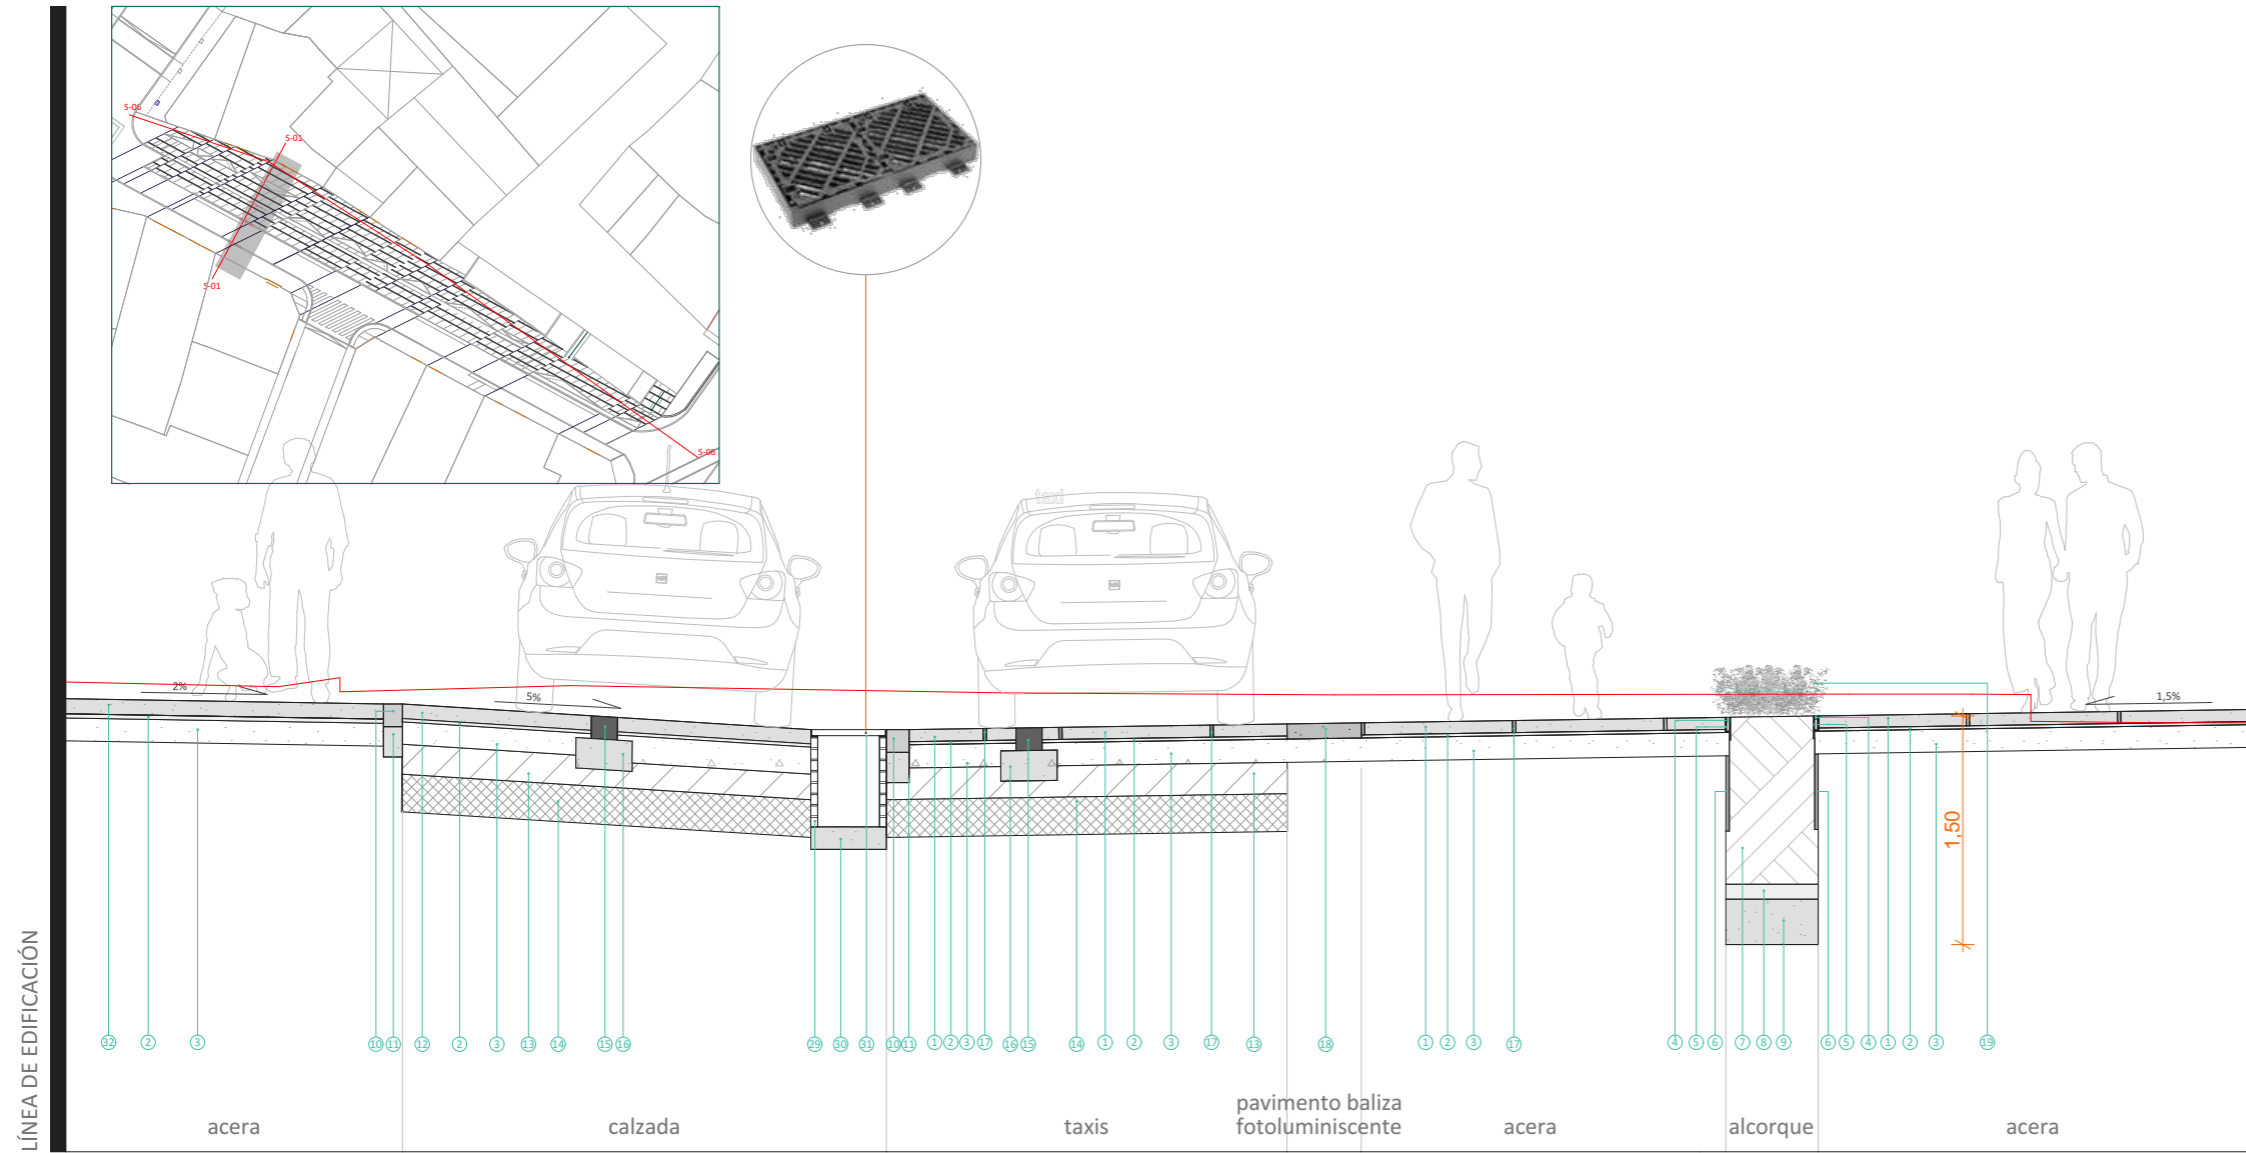 S-06
S-01
S-01
S-06
taxi
2%
5%
1,5%
1,50
32 2 3 10 11 12 2 3 13 14 15 16 29 30 31 10 11 1 2 3 17 16 15 14 1 2 3 17 13 18 1 2 3 17 4 5 6 7 8 9 6 5 4 1 2 3 19
LÍNEA DE EDIFICACIÓN
acera
calzada
taxis
pavimento baliza
fotoluminiscente
acera
alcorque
acera